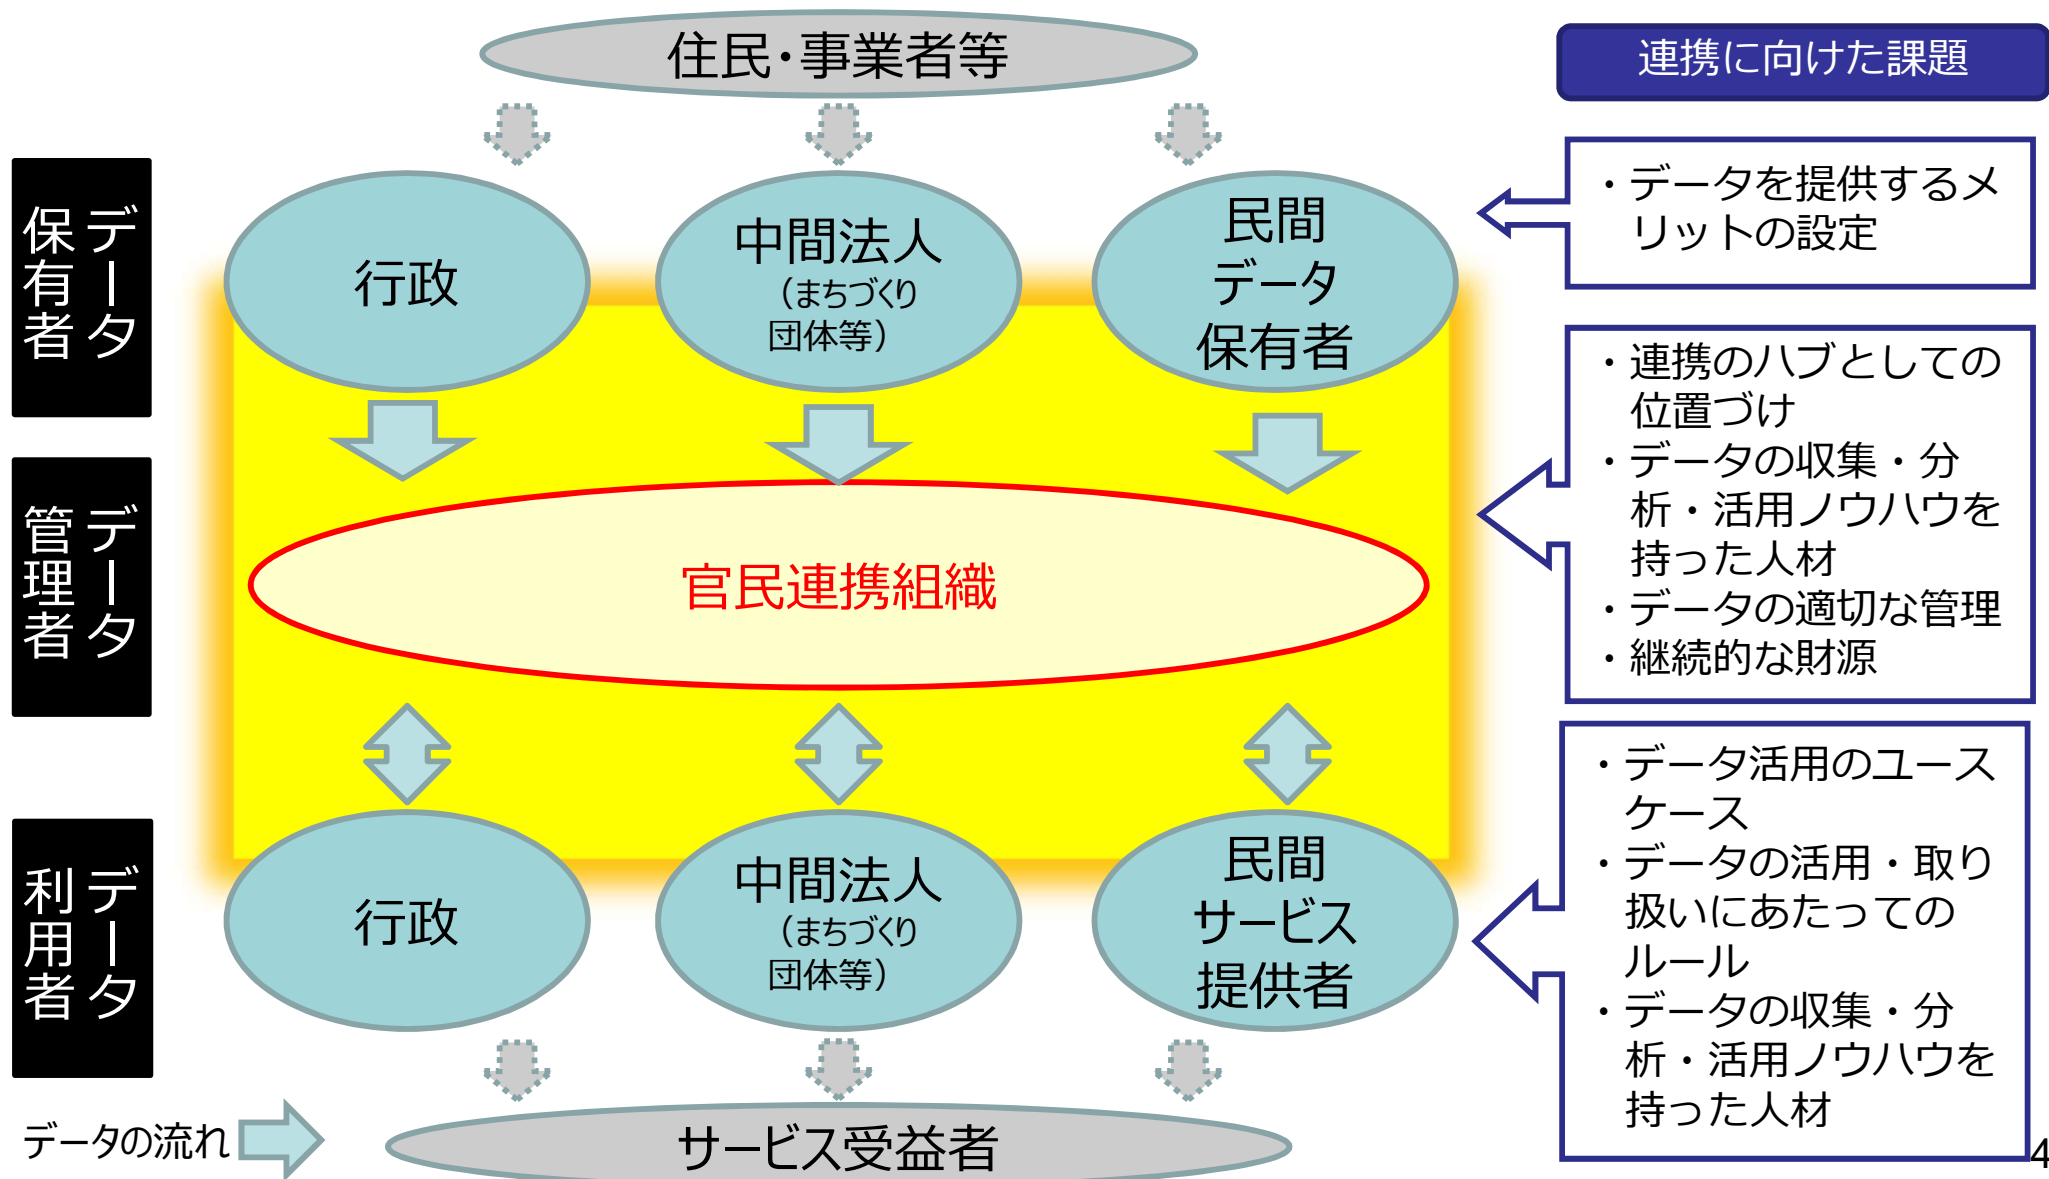 住民・事業者等
連携に向けた課題
データ
保有者
行政
中間法人
（まちづくり
団体等）
民間
データ
保有者
・データを提供するメ
リットの設定
データ
管理者
官民連携組織
・連携のハブとしての
位置づけ
・データの収集・分
析・活用ノウハウを
持った人材
・データの適切な管理
・継続的な財源
データ
利用者
行政
中間法人
（まちづくり
団体等）
民間
サービス
提供者
・データ活用のユース
ケース
・データの活用・取り
扱いにあたっての
ルール
・データの収集・分
析・活用ノウハウを
持った人材
データの流れ
サービス受益者
4